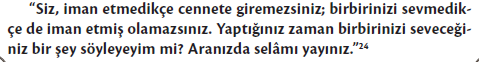 “Siz, iman etmedikçe cennete giremezsiniz; birbirinizi sevmedik-
çe de iman etmiş olamazsınız. Yaptığınız zaman birbirinizi seveceği-
niz bir şey söyleyeyim mi? Aranızda selâmı yayınız.”²⁴